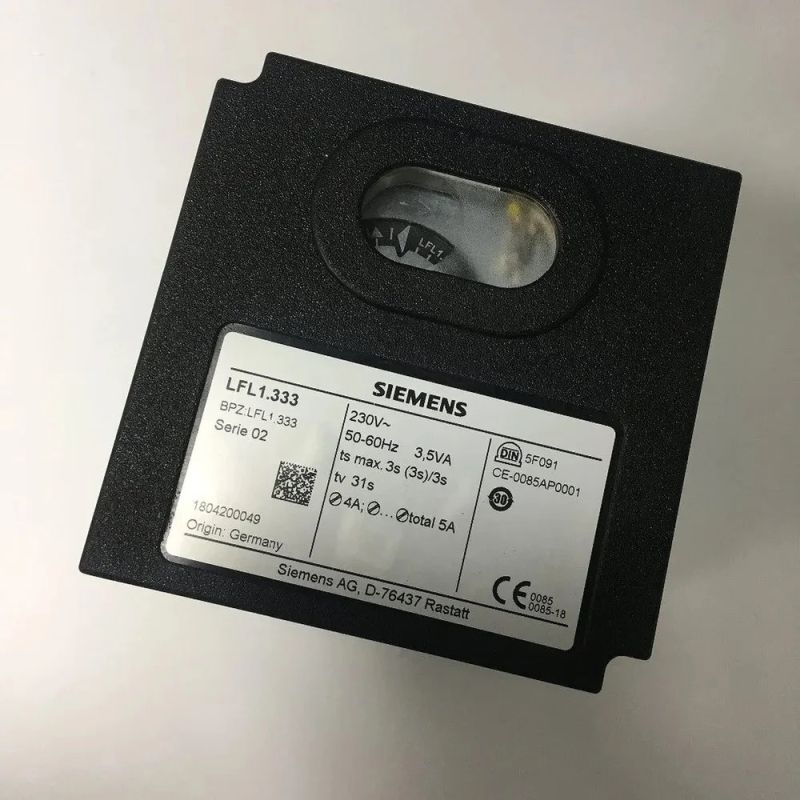 LFL1.
SIEMENS
LFL1.333
BPZ:LFL1.333
Serie 02
1804200049
Origin: Germany
230V~
50-60Hz 3,5VA
ts max. 3s (3s)/3s
tv 31s
⊘ 4A; ⊘... ⊘total 5A
DIN 5F091
CE-0085AP0001
30
CE 0085
0085-18
Siemens AG, D-76437 Rastatt